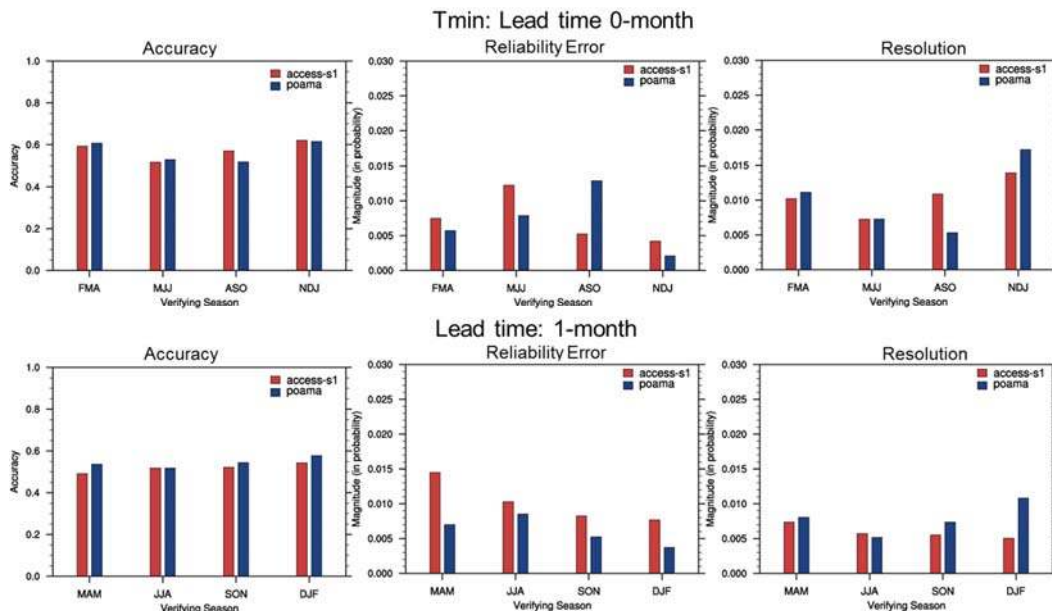 Tmin: Lead time 0-month
Accuracy
1.0
0.8
0.6
0.4
0.2
0.0
Accuracy
access-s1
poama
FMA MJJ ASO NDJ
Verifying Season
Reliability Error
0.030
0.025
0.020
0.015
0.010
0.005
0.000
Magnitude (in probability)
access-s1
poama
FMA MJJ ASO NDJ
Verifying Season
Resolution
0.030
0.025
0.020
0.015
0.010
0.005
0.000
Magnitude (in probability)
access-s1
poama
FMA MJJ ASO NDJ
Verifying Season
Lead time: 1-month
Accuracy
1.0
0.8
0.6
0.4
0.2
0.0
Accuracy
access-s1
poama
MAM JJA SON DJF
Verifying Season
Reliability Error
0.030
0.025
0.020
0.015
0.010
0.005
0.000
Magnitude (in probability)
access-s1
poama
MAM JJA SON DJF
Verifying Season
Resolution
0.030
0.025
0.020
0.015
0.010
0.005
0.000
Magnitude (in probability)
access-s1
poama
MAM JJA SON DJF
Verifying Season